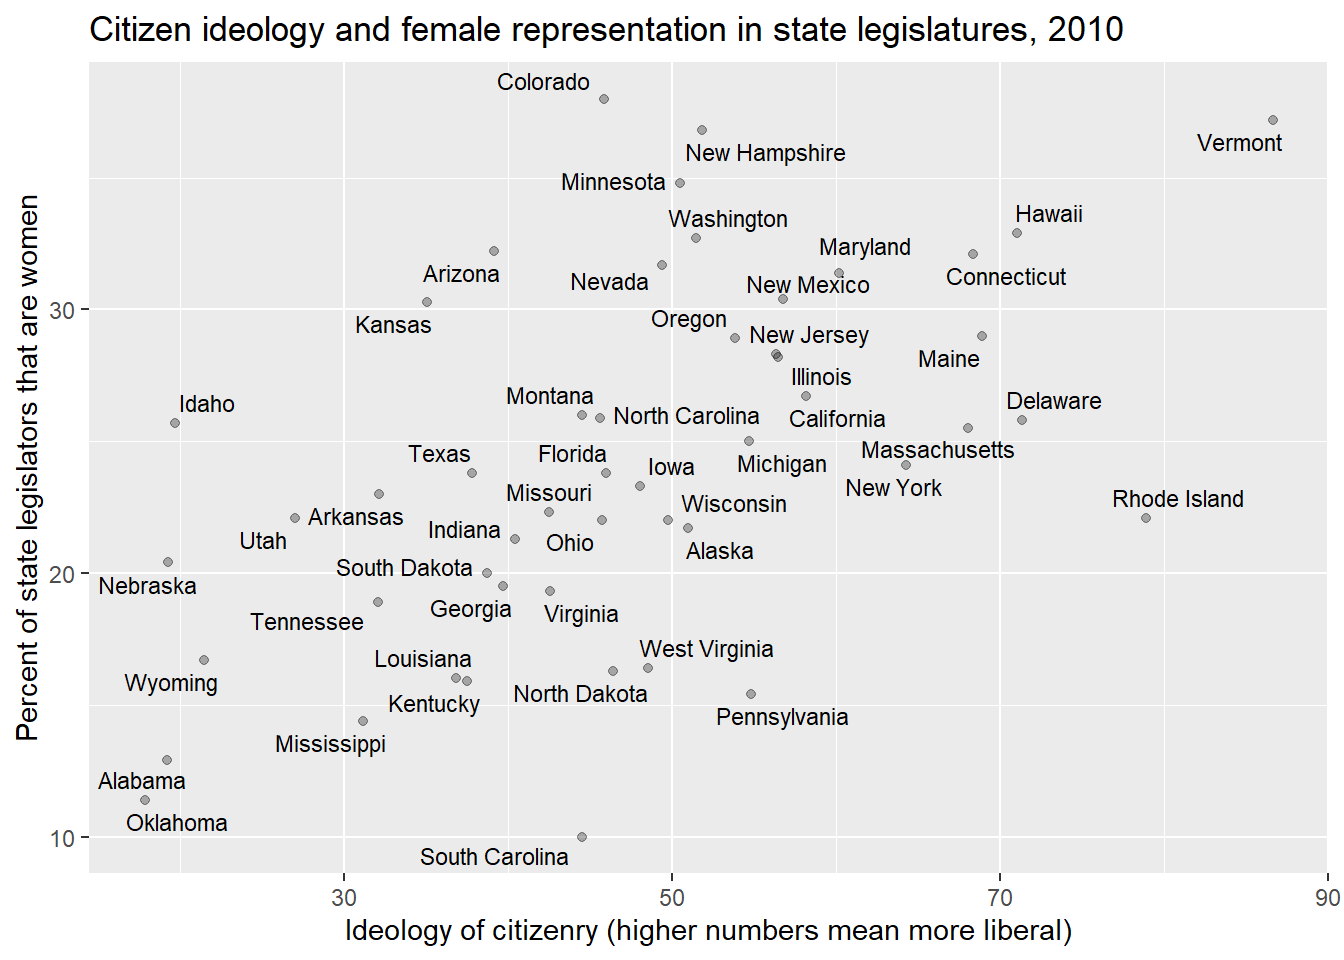 Citizen ideology and female representation in state legislatures, 2010
Percent of state legislators that are women
Colorado
Vermont
New Hampshire
Minnesota
Hawaii
Washington
Maryland
Arizona
Connecticut
Nevada
New Mexico
30
Oregon
Kansas
New Jersey
Maine
Illinois
Montana
Delaware
Idaho
North Carolina
California
Massachusetts
Texas
Florida
Iowa
Michigan
New York
Missouri
Rhode Island
Wisconsin
Arkansas
Indiana
Utah
Ohio
Alaska
South Dakota
20
Nebraska
Georgia
Virginia
Tennessee
West Virginia
Louisiana
Wyoming
North Dakota
Kentucky
Pennsylvania
Mississippi
Alabama
Oklahoma
10
South Carolina
30 50 70 90
Ideology of citizenry (higher numbers mean more liberal)